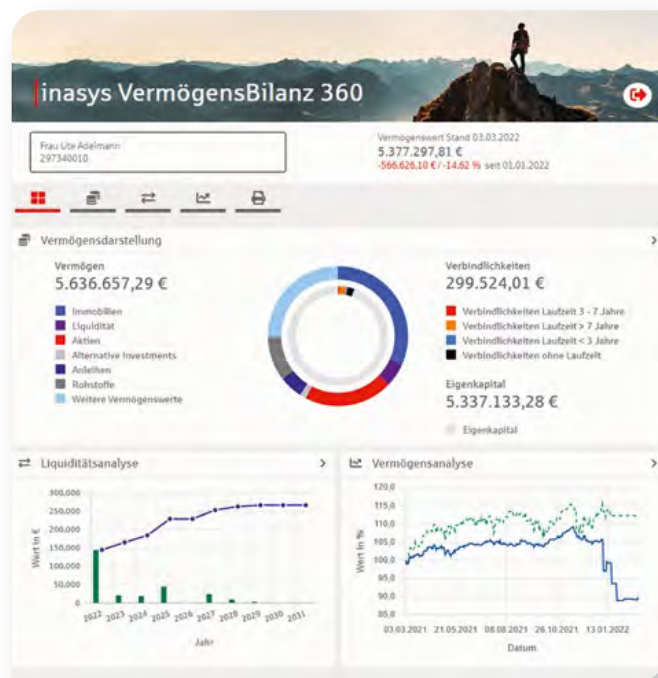 inasys VermögensBilanz 360
Frau Ute Adelmann
297340010
Vermögenswert Stand 03.03.2022
5.377.297,81 €
-566.626,10 € / -14,62 % seit 01.01.2022
Vermögensdarstellung
Vermögen
5.636.657,29 €
Immobilien
Liquidität
Aktien
Alternative Investments
Anleihen
Rohstoffe
Weitere Vermögenswerte
Verbindlichkeiten
299.524,01 €
Verbindlichkeiten Laufzeit 3 - 7 Jahre
Verbindlichkeiten Laufzeit > 7 Jahre
Verbindlichkeiten Laufzeit < 3 Jahre
Verbindlichkeiten ohne Laufzeit
Eigenkapital
5.337.133,28 €
Eigenkapital
Liquiditätsanalyse
Wert in €
300.000
250.000
200.000
150.000
100.000
50.000
0
2022 2023 2024 2025 2026 2027 2028 2029 2030 2031
Jahr
Vermögensanalyse
Wert in %
120,0
115,0
110,0
105,0
100,0
95,0
90,0
85,0
03.03.2021 21.05.2021 08.08.2021 26.10.2021 13.01.2022
Datum